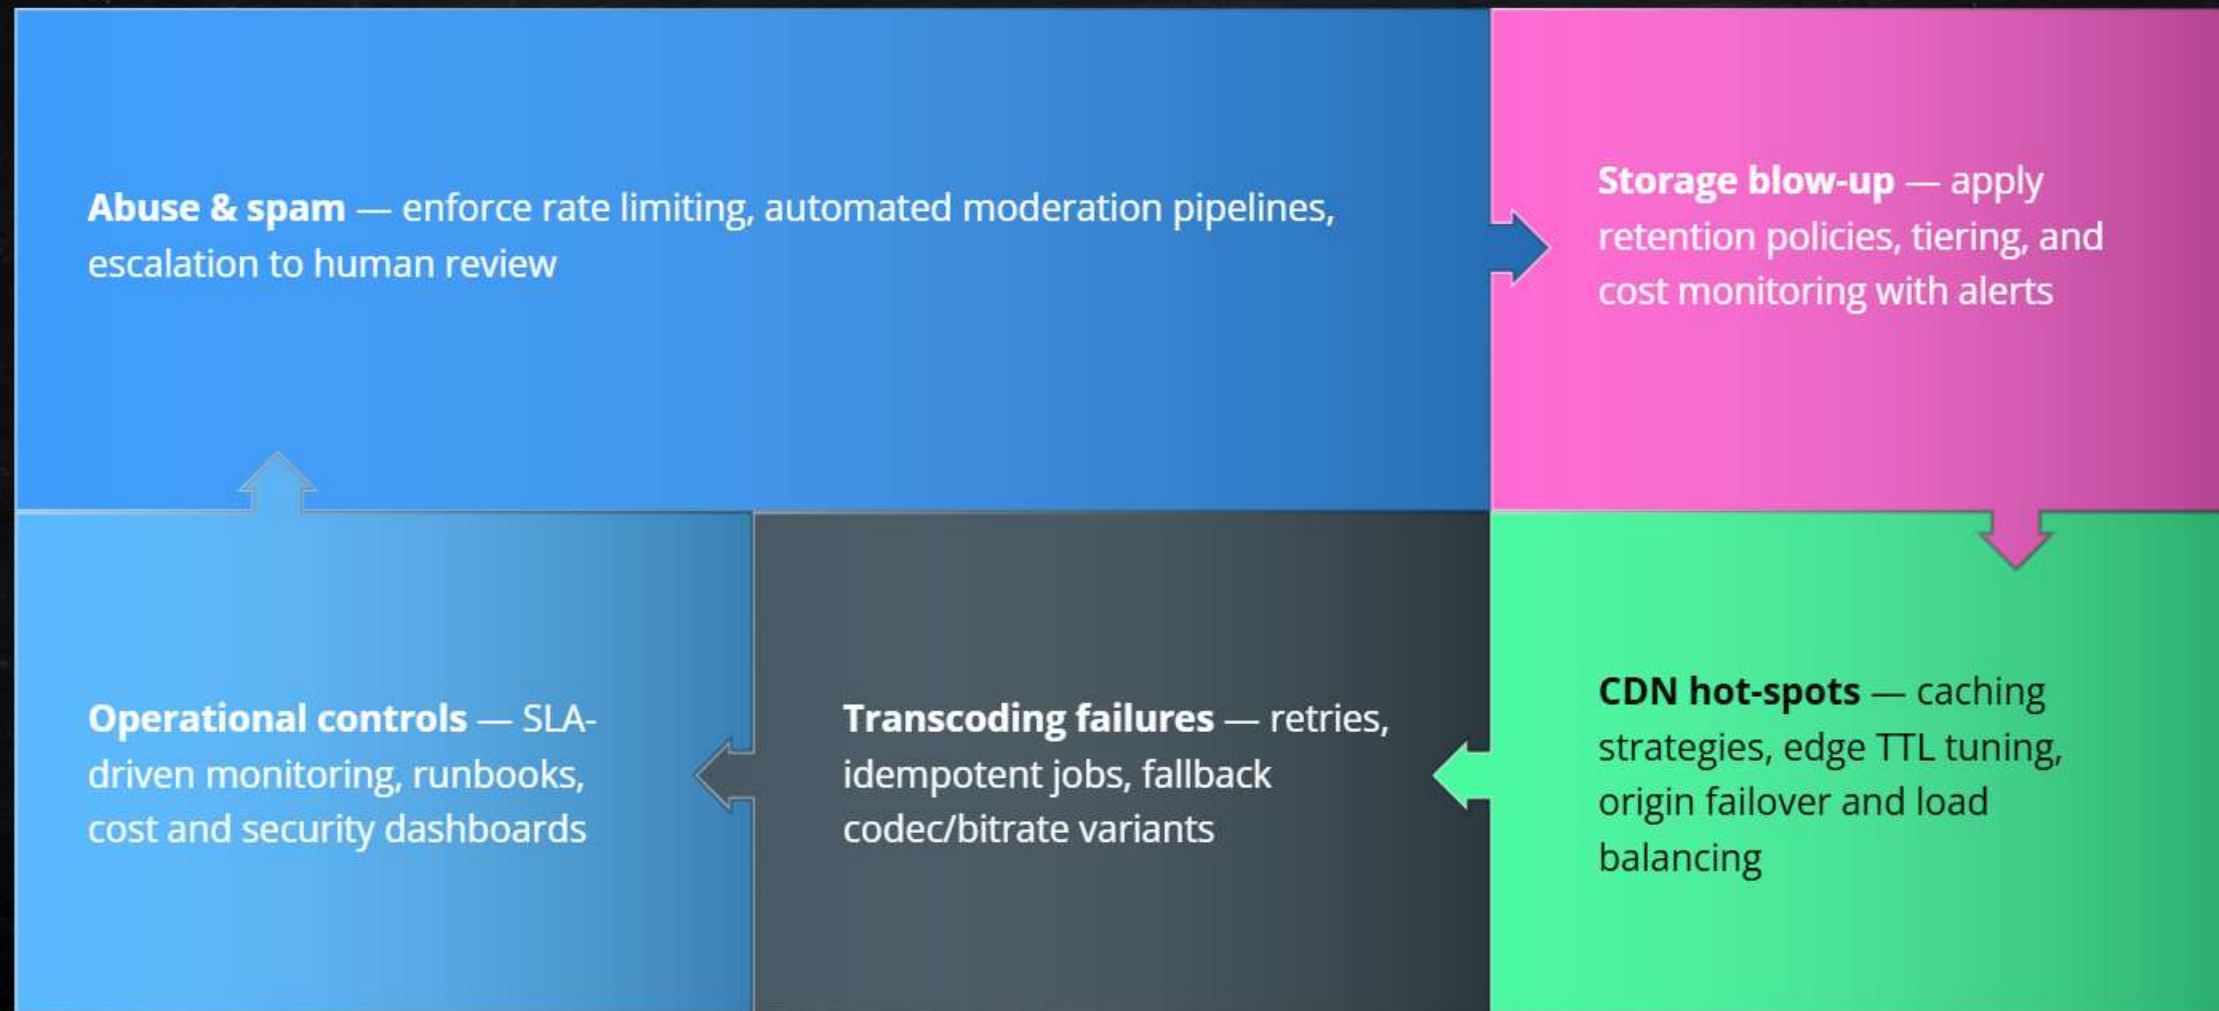 Abuse & spam — enforce rate limiting, automated moderation pipelines,
escalation to human review
Storage blow-up — apply
retention policies, tiering, and
cost monitoring with alerts
Operational controls — SLA-
driven monitoring, runbooks,
cost and security dashboards
Transcoding failures — retries,
idempotent jobs, fallback
codec/bitrate variants
CDN hot-spots — caching
strategies, edge TTL tuning,
origin failover and load
balancing